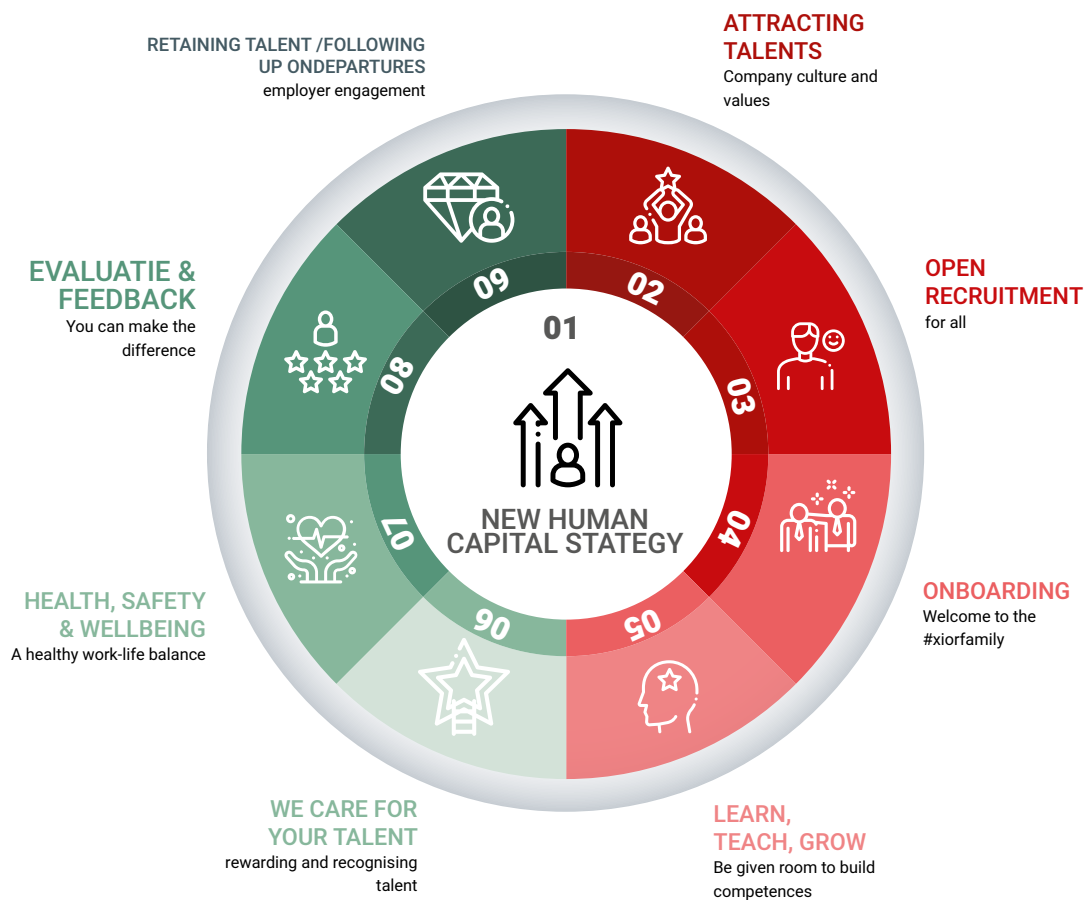 01
NEW HUMAN
CAPITAL STATEGY
02
ATTRACTING
TALENTS
Company culture and
values
03
OPEN
RECRUITMENT
for all
04
ONBOARDING
Welcome to the
#xiorfamily
05
LEARN,
TEACH, GROW
Be given room to build
competences
06
WE CARE FOR
YOUR TALENT
rewarding and recognising
talent
07
HEALTH, SAFETY
& WELLBEING
A healthy work-life balance
08
EVALUATIE &
FEEDBACK
You can make the
difference
09
RETAINING TALENT /FOLLOWING
UP ONDEPARTURES
employer engagement